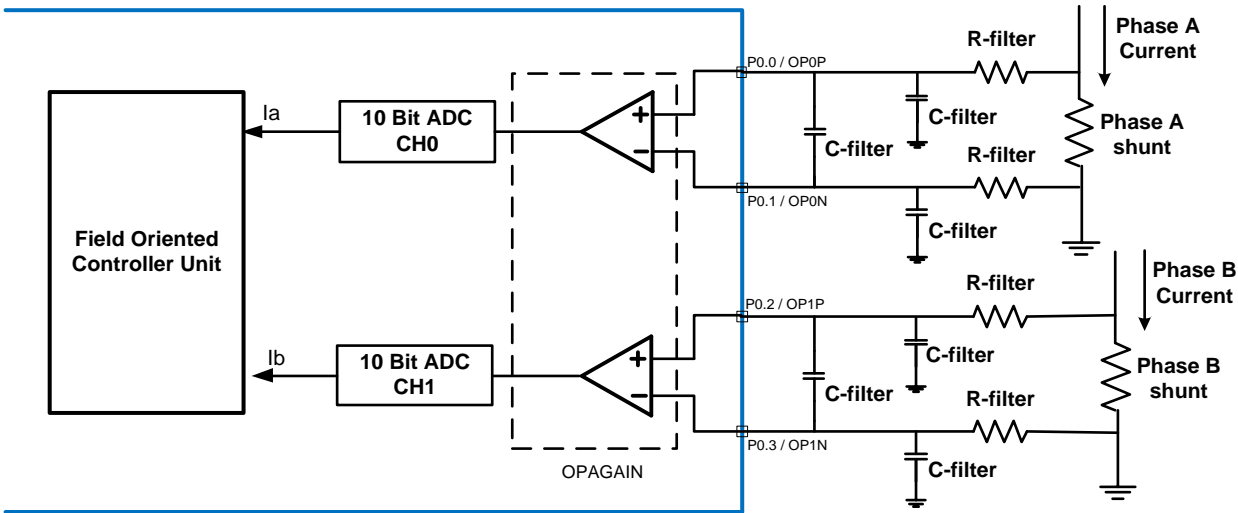 Phase A
Current
R-filter
P0.0 / OP0P
Ia
10 Bit ADC
CH0
+
−
C-filter
C-filter
Phase A
shunt
R-filter
P0.1 / OP0N
C-filter
Field Oriented
Controller Unit
Phase B
Current
R-filter
P0.2 / OP1P
Ib
10 Bit ADC
CH1
+
−
C-filter
C-filter
Phase B
shunt
R-filter
P0.3 / OP1N
C-filter
OPAGAIN